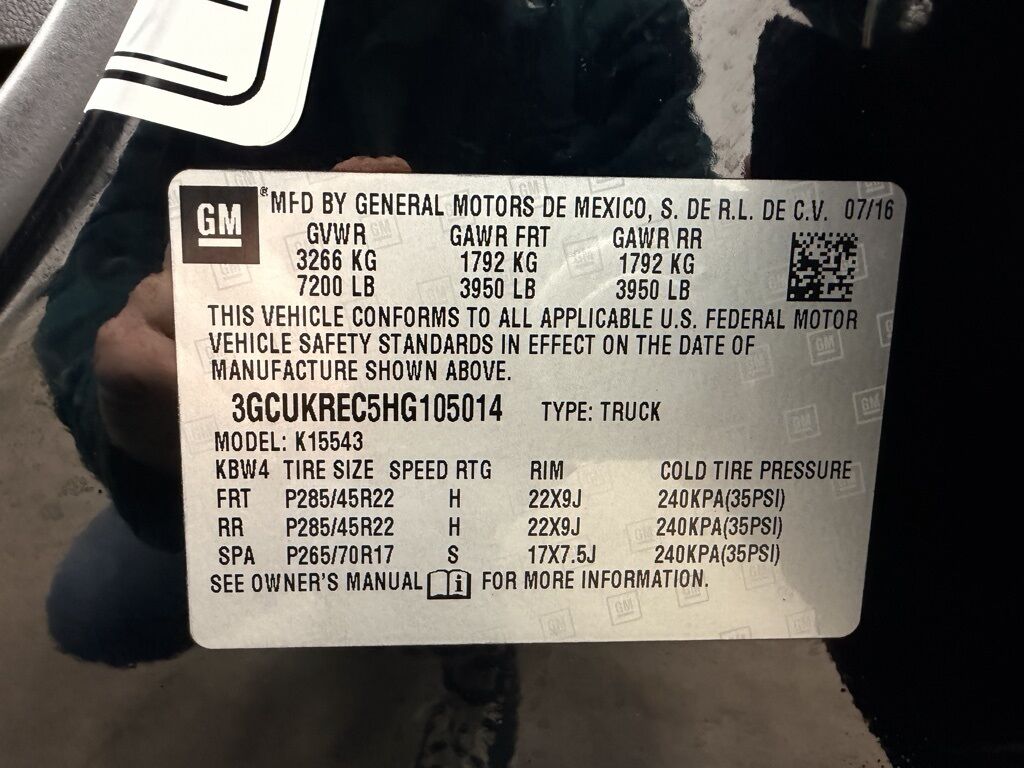 GM ® MFD BY GENERAL MOTORS DE MEXICO, S. DE R.L. DE C.V. 07/16
GVWR GAWR FRT GAWR RR
3266 KG 1792 KG 1792 KG
7200 LB 3950 LB 3950 LB
THIS VEHICLE CONFORMS TO ALL APPLICABLE U.S. FEDERAL MOTOR
VEHICLE SAFETY STANDARDS IN EFFECT ON THE DATE OF
MANUFACTURE SHOWN ABOVE.
3GCUKREC5HG105014 TYPE: TRUCK
MODEL: K15543
KBW4 TIRE SIZE SPEED RTG RIM COLD TIRE PRESSURE
FRT P285/45R22 H 22X9J 240KPA(35PSI)
RR P285/45R22 H 22X9J 240KPA(35PSI)
SPA P265/70R17 S 17X7.5J 240KPA(35PSI)
SEE OWNER'S MANUAL i FOR MORE INFORMATION.